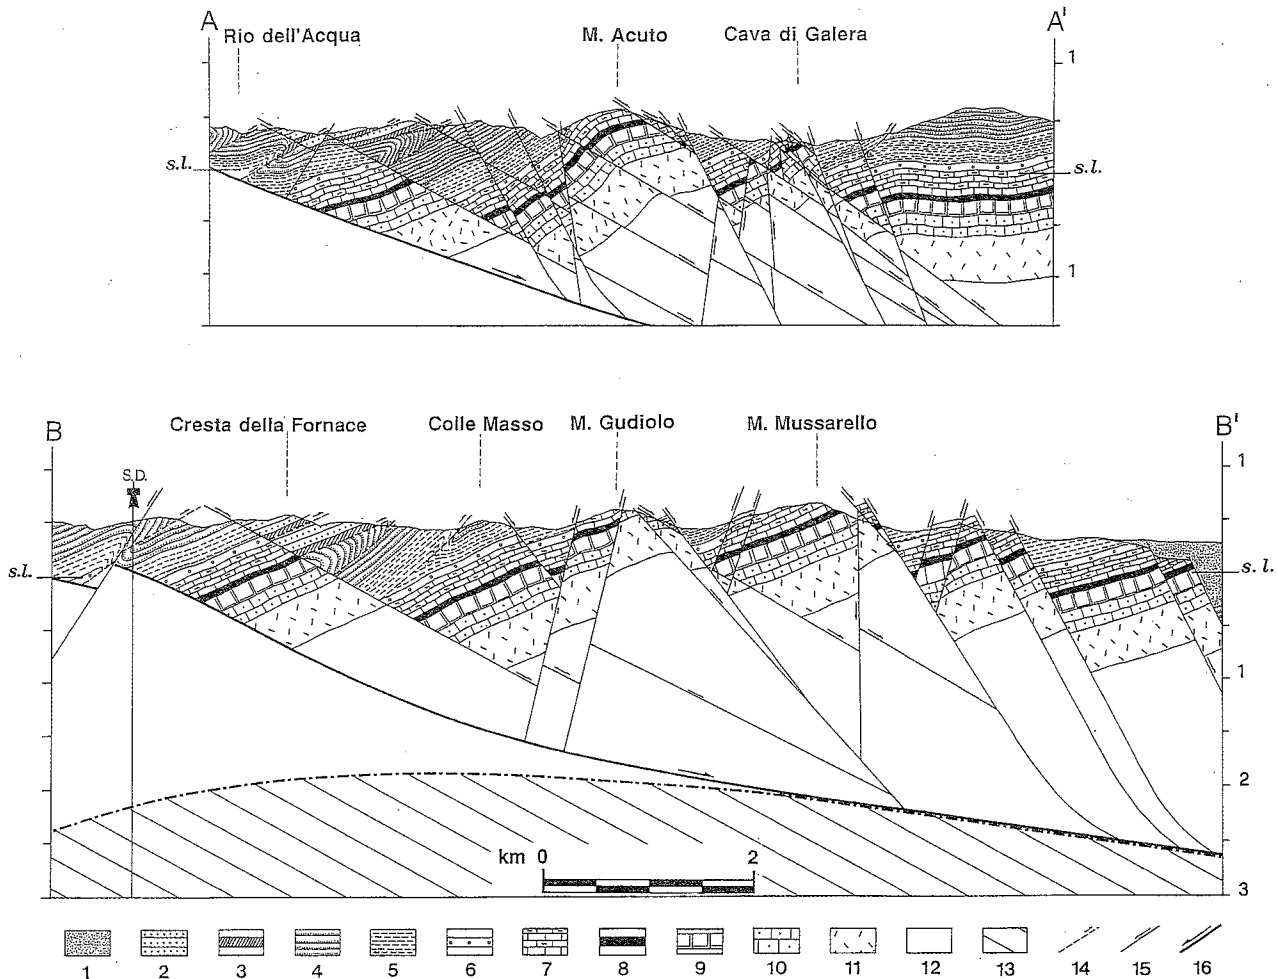 A A'
Rio dell'Acqua M. Acuto Cava di Galera
1
s.l. s.l.
1
B B'
Cresta della Fornace Colle Masso M. Gudiolo M. Mussarello
1
S.D.
s.l. s.l.
1
2
km 0 2
3
1 2 3 4 5 6 7 8 9 10 11 12 13 14 15 16